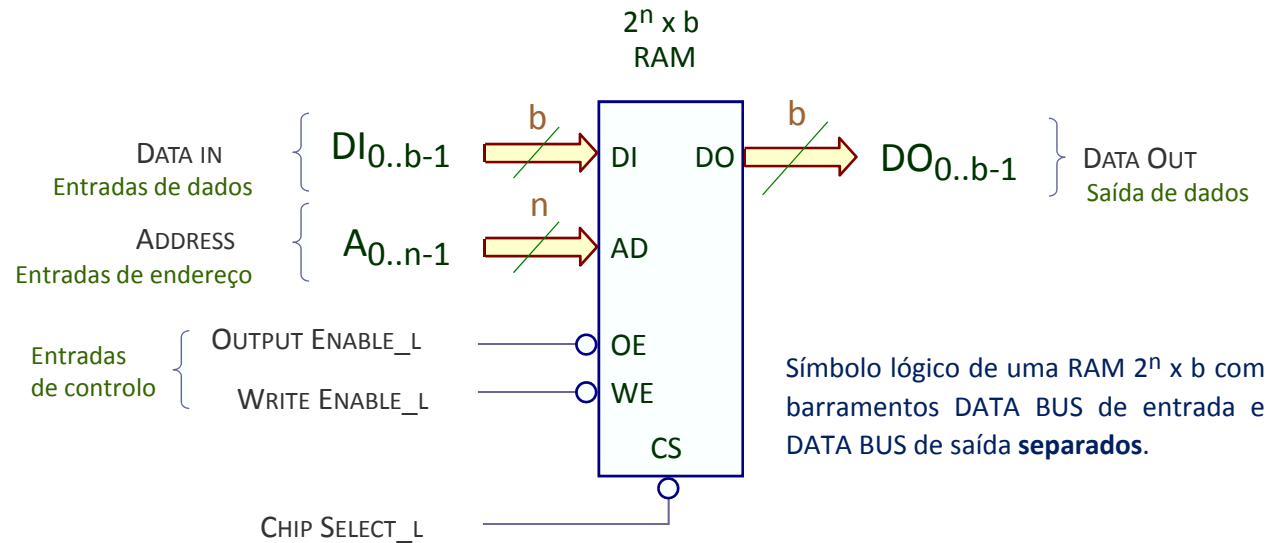 2ⁿ x b
RAM
b
b
DATA IN
Entradas de dados
DI0..b-1
DI
DO
DO0..b-1
DATA OUT
Saída de dados
n
ADDRESS
Entradas de endereço
A0..n-1
AD
Entradas
de controlo
OUTPUT ENABLE_L
OE
WRITE ENABLE_L
WE
CS
CHIP SELECT_L
Símbolo lógico de uma RAM 2ⁿ x b com
barramentos DATA BUS de entrada e
DATA BUS de saída separados.